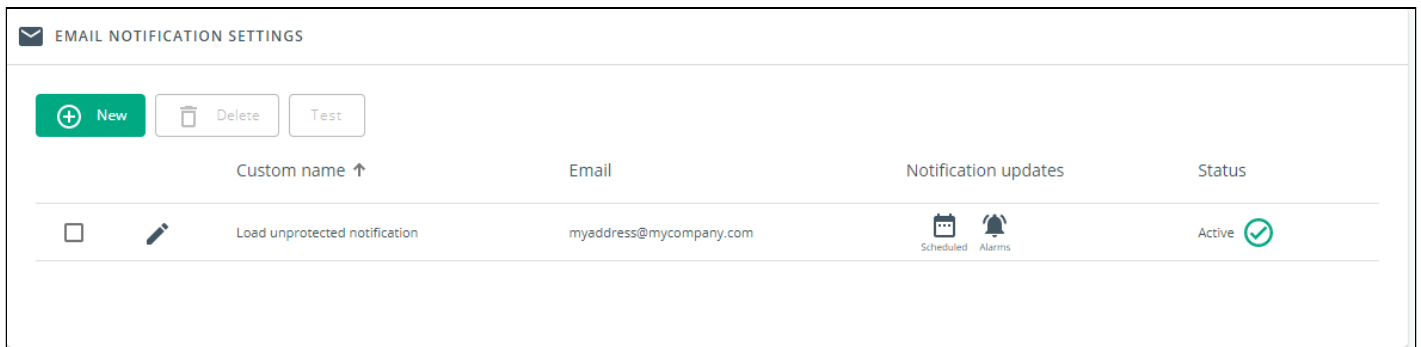 EMAIL NOTIFICATION SETTINGS
New Delete Test
Custom name Email Notification updates Status
Load unprotected notification myaddress@mycompany.com Scheduled Alarms Active